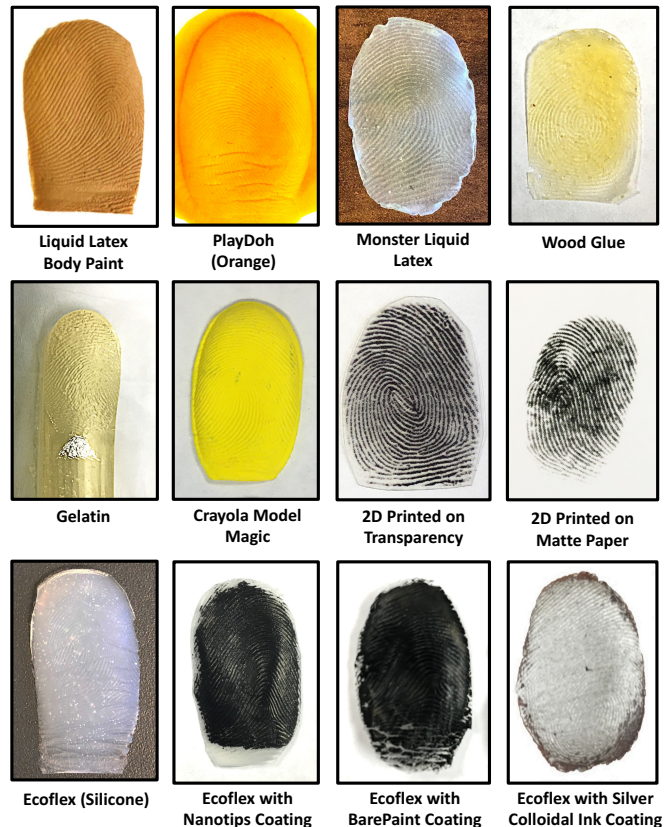 Liquid Latex
Body Paint
PlayDoh
(Orange)
Monster Liquid
Latex
Wood Glue
Gelatin
Crayola Model
Magic
2D Printed on
Transparency
2D Printed on
Matte Paper
Ecoflex (Silicone)
Ecoflex with
Nanotips Coating
Ecoflex with
BarePaint Coating
Ecoflex with Silver
Colloidal Ink Coating